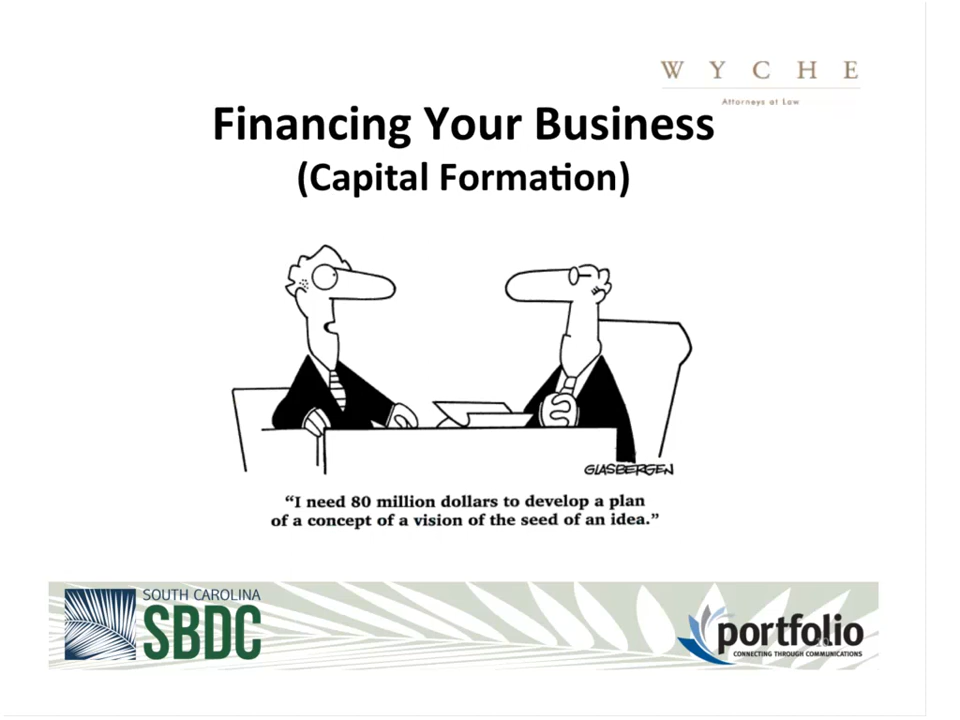 W Y C H E
Attorneys at Law
Financing Your Business
(Capital Formation)
GLASBERGEN
“I need 80 million dollars to develop a plan
of a concept of a vision of the seed of an idea.”
SOUTH CAROLINA
SBDC
portfolio
CONNECTING THROUGH COMMUNICATIONS